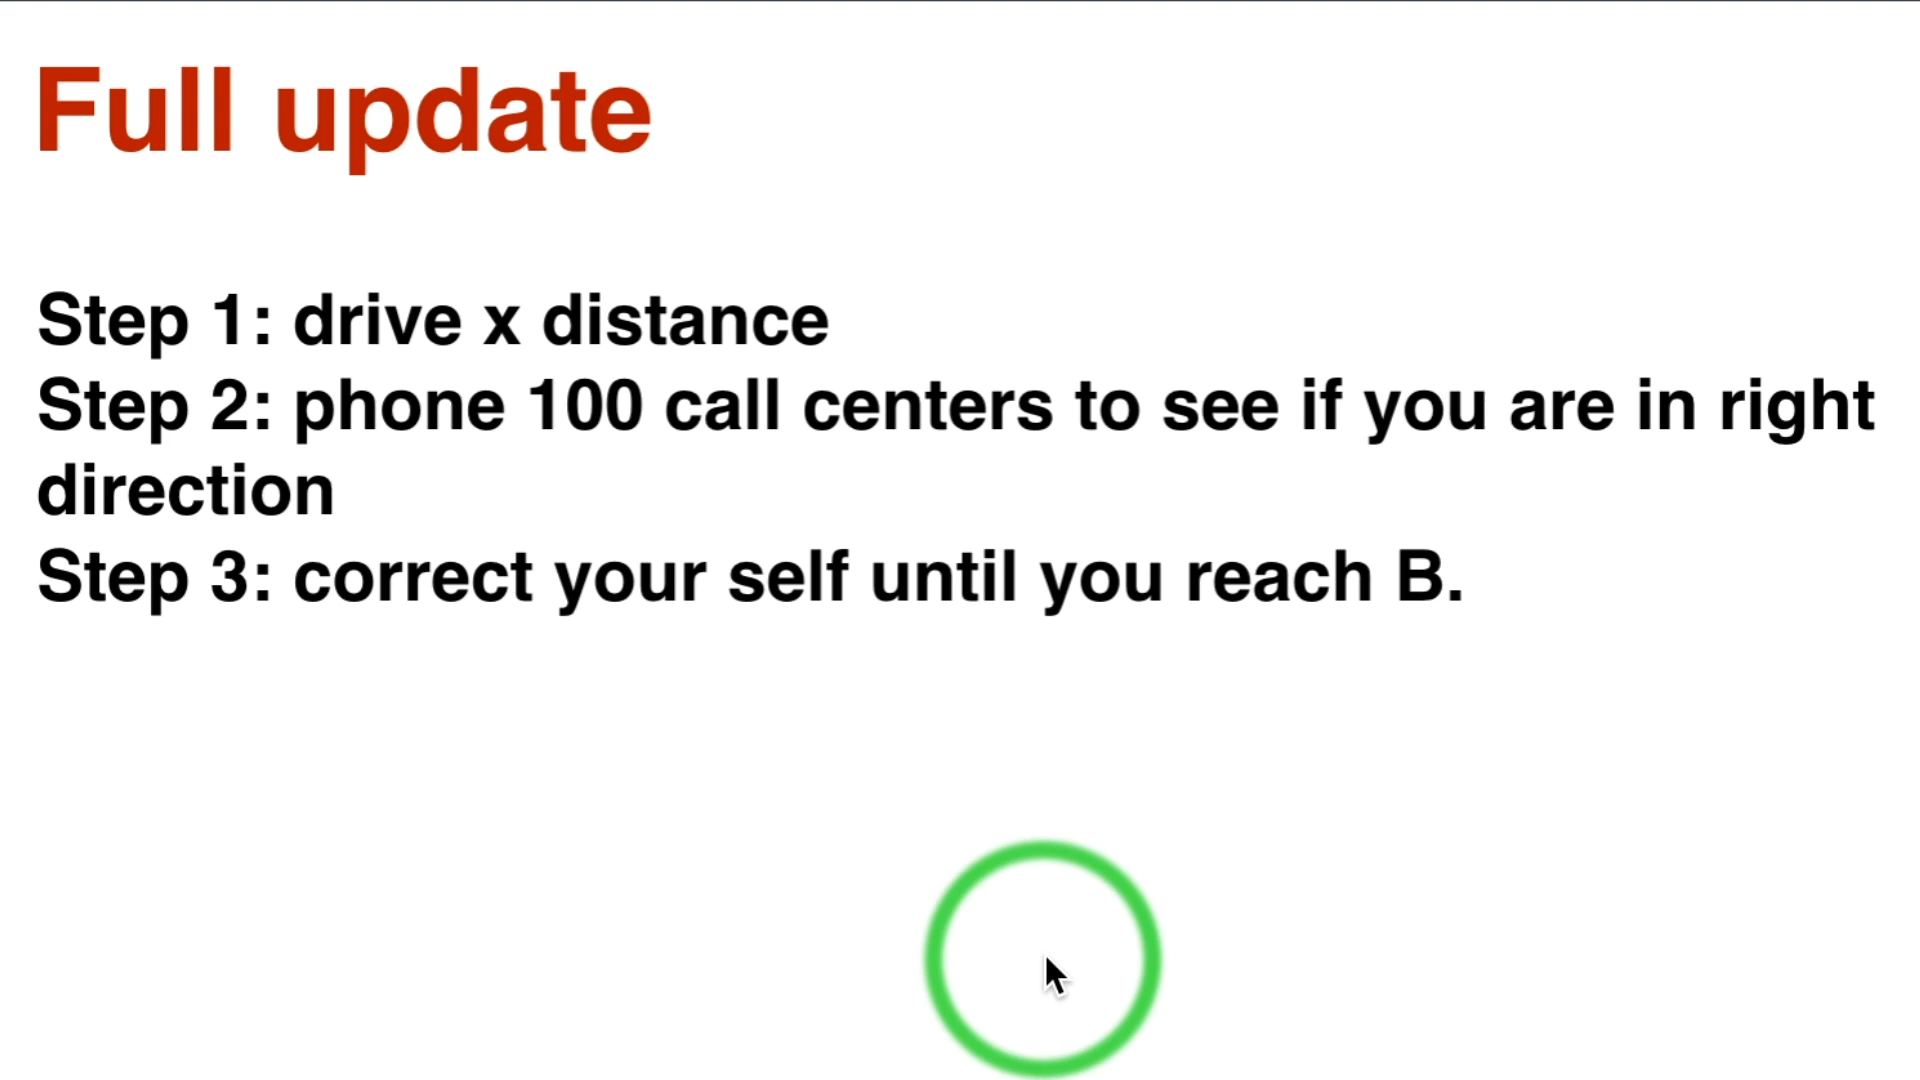 Full update
Step 1: drive x distance
Step 2: phone 100 call centers to see if you are in right
direction
Step 3: correct your self until you reach B.